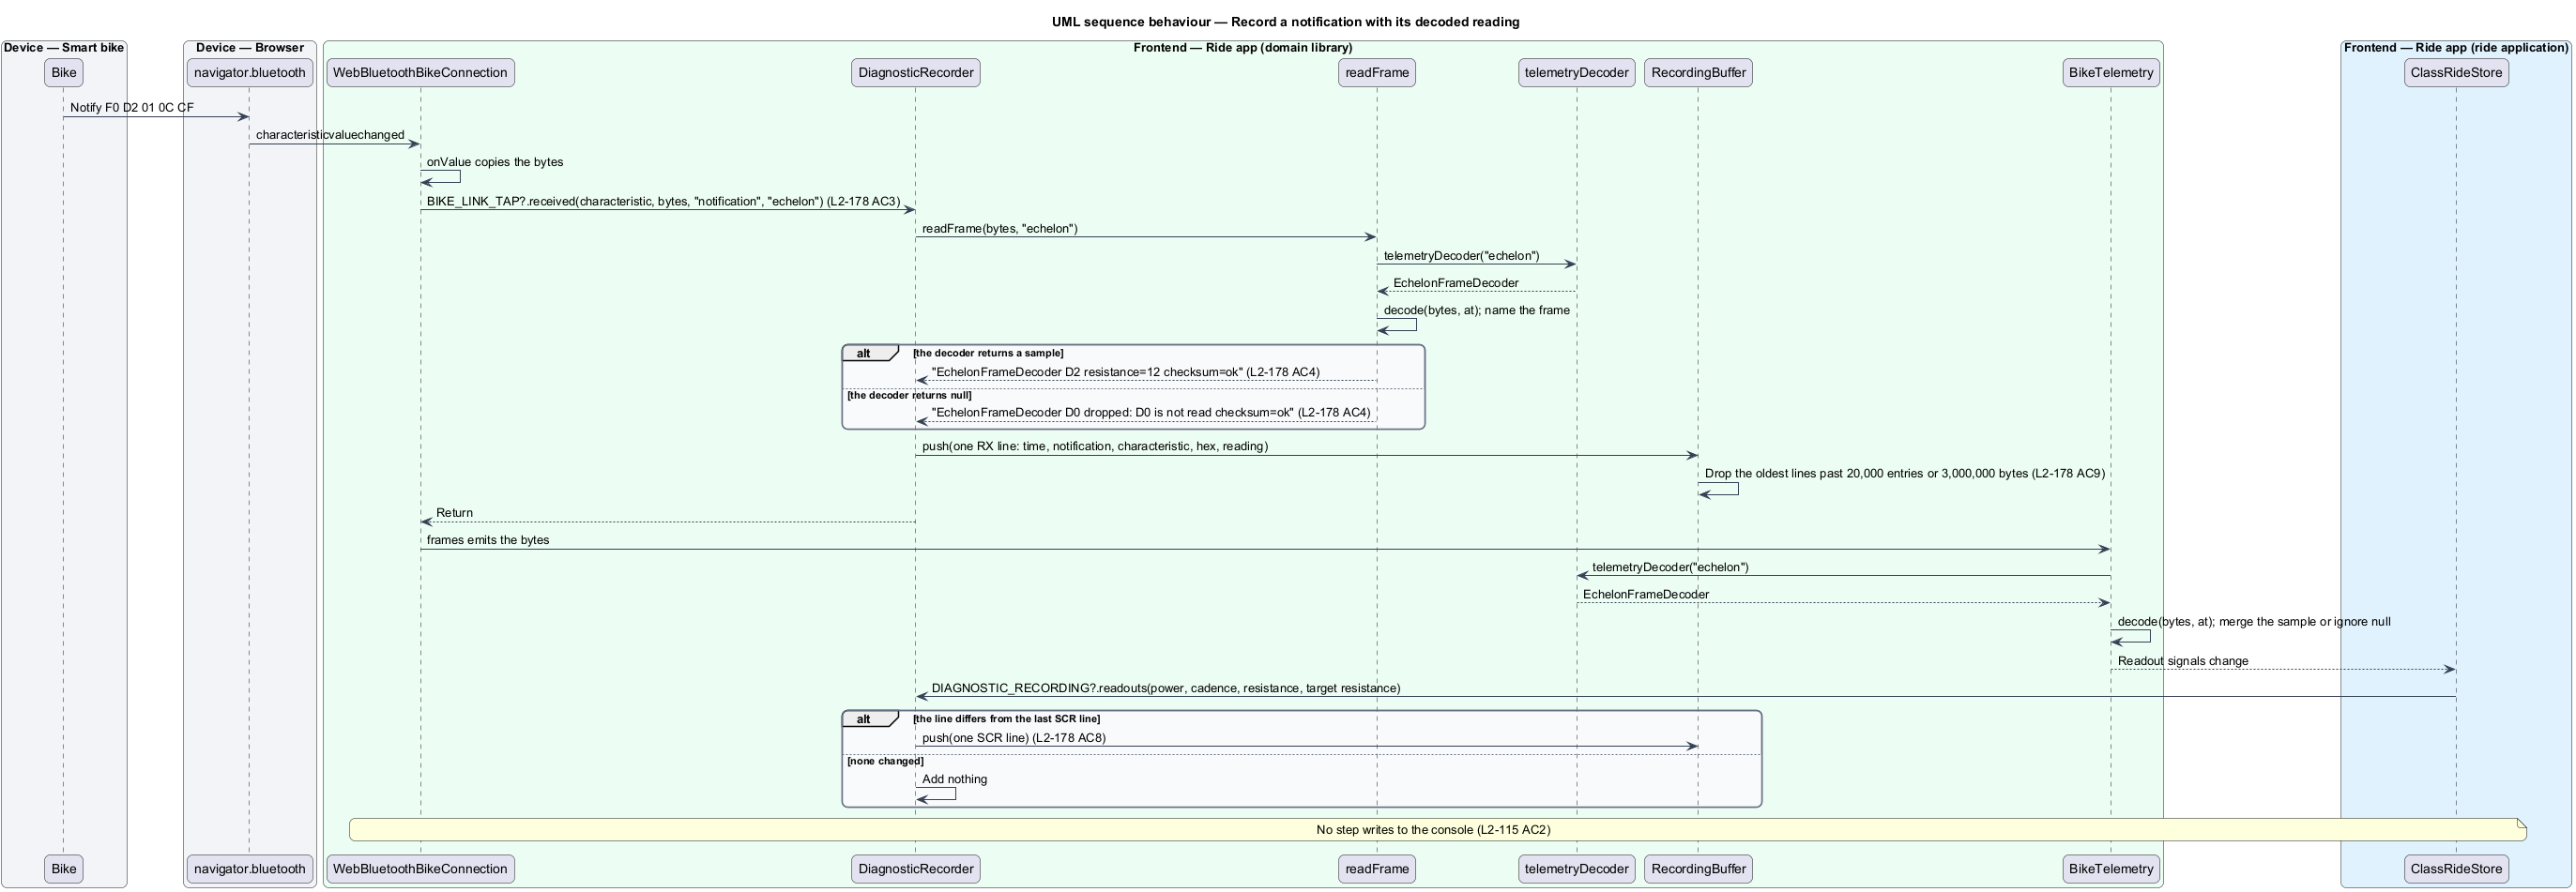 UML sequence behaviour — Record a notification with its decoded reading
Device — Smart bike
Device — Browser
Frontend — Ride app (domain library)
Frontend — Ride app (ride application)
Bike
navigator.bluetooth
WebBluetoothBikeConnection
DiagnosticRecorder
readFrame
telemetryDecoder
RecordingBuffer
BikeTelemetry
ClassRideStore
Notify F0 D2 01 0C CF
characteristicvaluechanged
onValue copies the bytes
BIKE_LINK_TAP?.received(characteristic, bytes, "notification", "echelon") (L2-178 AC3)
readFrame(bytes, "echelon")
telemetryDecoder("echelon")
EchelonFrameDecoder
decode(bytes, at); name the frame
alt
[the decoder returns a sample]
"EchelonFrameDecoder D2 resistance=12 checksum=ok" (L2-178 AC4)
[the decoder returns null]
"EchelonFrameDecoder D0 dropped: D0 is not read checksum=ok" (L2-178 AC4)
push(one RX line: time, notification, characteristic, hex, reading)
Drop the oldest lines past 20,000 entries or 3,000,000 bytes (L2-178 AC9)
Return
frames emits the bytes
telemetryDecoder("echelon")
EchelonFrameDecoder
decode(bytes, at); merge the sample or ignore null
Readout signals change
DIAGNOSTIC_RECORDING?.readouts(power, cadence, resistance, target resistance)
alt
[the line differs from the last SCR line]
push(one SCR line) (L2-178 AC8)
[none changed]
Add nothing
No step writes to the console (L2-115 AC2)
Bike
navigator.bluetooth
WebBluetoothBikeConnection
DiagnosticRecorder
readFrame
telemetryDecoder
RecordingBuffer
BikeTelemetry
ClassRideStore